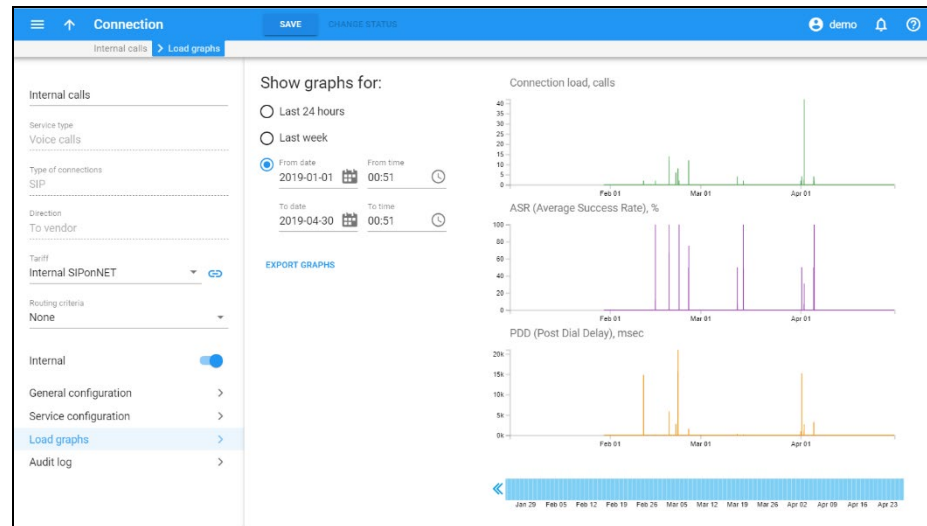 Connection
SAVE
CHANGE STATUS
demo
Internal calls
Load graphs
Internal calls
Service type
Voice calls
Type of connections
SIP
Direction
To vendor
Tariff
Internal SIPonNET
Routing criteria
None
Internal
General configuration
Service configuration
Load graphs
Audit log
Show graphs for:
Last 24 hours
Last week
From date
From time
2019-01-01
00:51
To date
To time
2019-04-30
00:51
EXPORT GRAPHS
Connection load, calls
40
35
30
25
20
15
10
5
0
Feb 01
Mar 01
Apr 01
ASR (Average Success Rate), %
100
80
60
40
20
0
Feb 01
Mar 01
Apr 01
PDD (Post Dial Delay), msec
20k
15k
10k
5k
0k
Feb 01
Mar 01
Apr 01
Jan 29 Feb 05 Feb 12 Feb 19 Feb 26 Mar 05 Mar 12 Mar 19 Mar 26 Apr 02 Apr 09 Apr 16 Apr 23